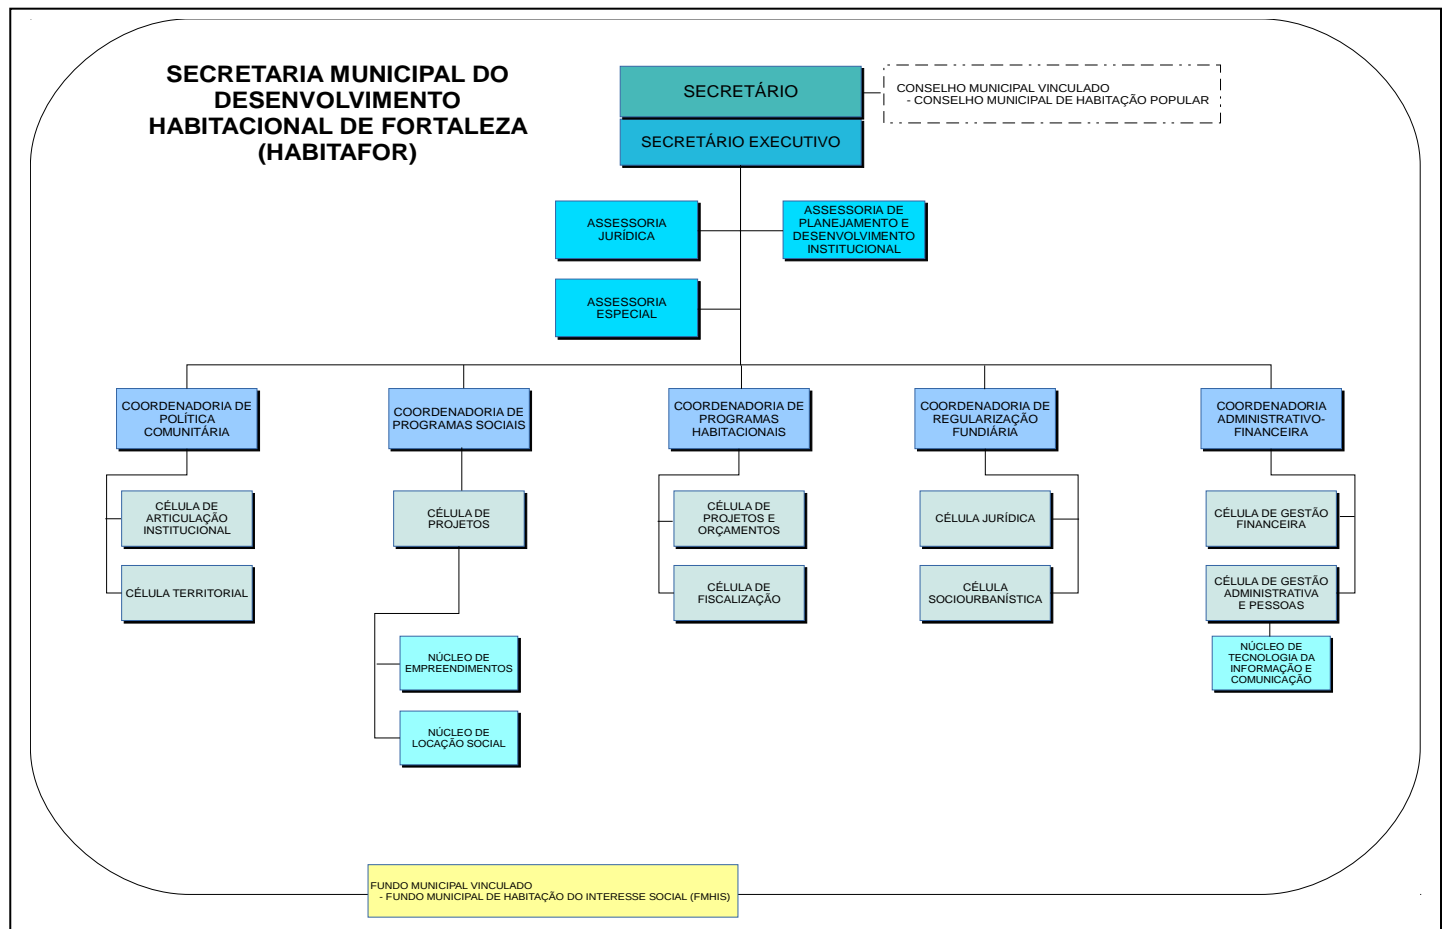 SECRETARIA MUNICIPAL DO
DESENVOLVIMENTO
HABITACIONAL DE FORTALEZA
(HABITAFOR)
SECRETÁRIO
SECRETÁRIO EXECUTIVO
CONSELHO MUNICIPAL VINCULADO
- CONSELHO MUNICIPAL DE HABITAÇÃO POPULAR
ASSESSORIA
JURÍDICA
ASSESSORIA DE
PLANEJAMENTO E
DESENVOLVIMENTO
INSTITUCIONAL
ASSESSORIA
ESPECIAL
COORDENADORIA DE
POLÍTICA
COMUNITÁRIA
COORDENADORIA DE
PROGRAMAS SOCIAIS
COORDENADORIA DE
PROGRAMAS
HABITACIONAIS
COORDENADORIA DE
REGULARIZAÇÃO
FUNDIÁRIA
COORDENADORIA
ADMINISTRATIVO-
FINANCEIRA
CÉLULA DE
ARTICULAÇÃO
INSTITUCIONAL
CÉLULA DE
PROJETOS
CÉLULA DE
PROJETOS E
ORÇAMENTOS
CÉLULA JURÍDICA
CÉLULA DE GESTÃO
FINANCEIRA
CÉLULA TERRITORIAL
CÉLULA DE
FISCALIZAÇÃO
CÉLULA
SOCIOURBANÍSTICA
CÉLULA DE GESTÃO
ADMINISTRATIVA
E PESSOAS
NÚCLEO DE
EMPREENDIMENTOS
NÚCLEO DE
TECNOLOGIA DA
INFORMAÇÃO E
COMUNICAÇÃO
NÚCLEO DE
LOCAÇÃO SOCIAL
FUNDO MUNICIPAL VINCULADO
- FUNDO MUNICIPAL DE HABITAÇÃO DO INTERESSE SOCIAL (FMHIS)